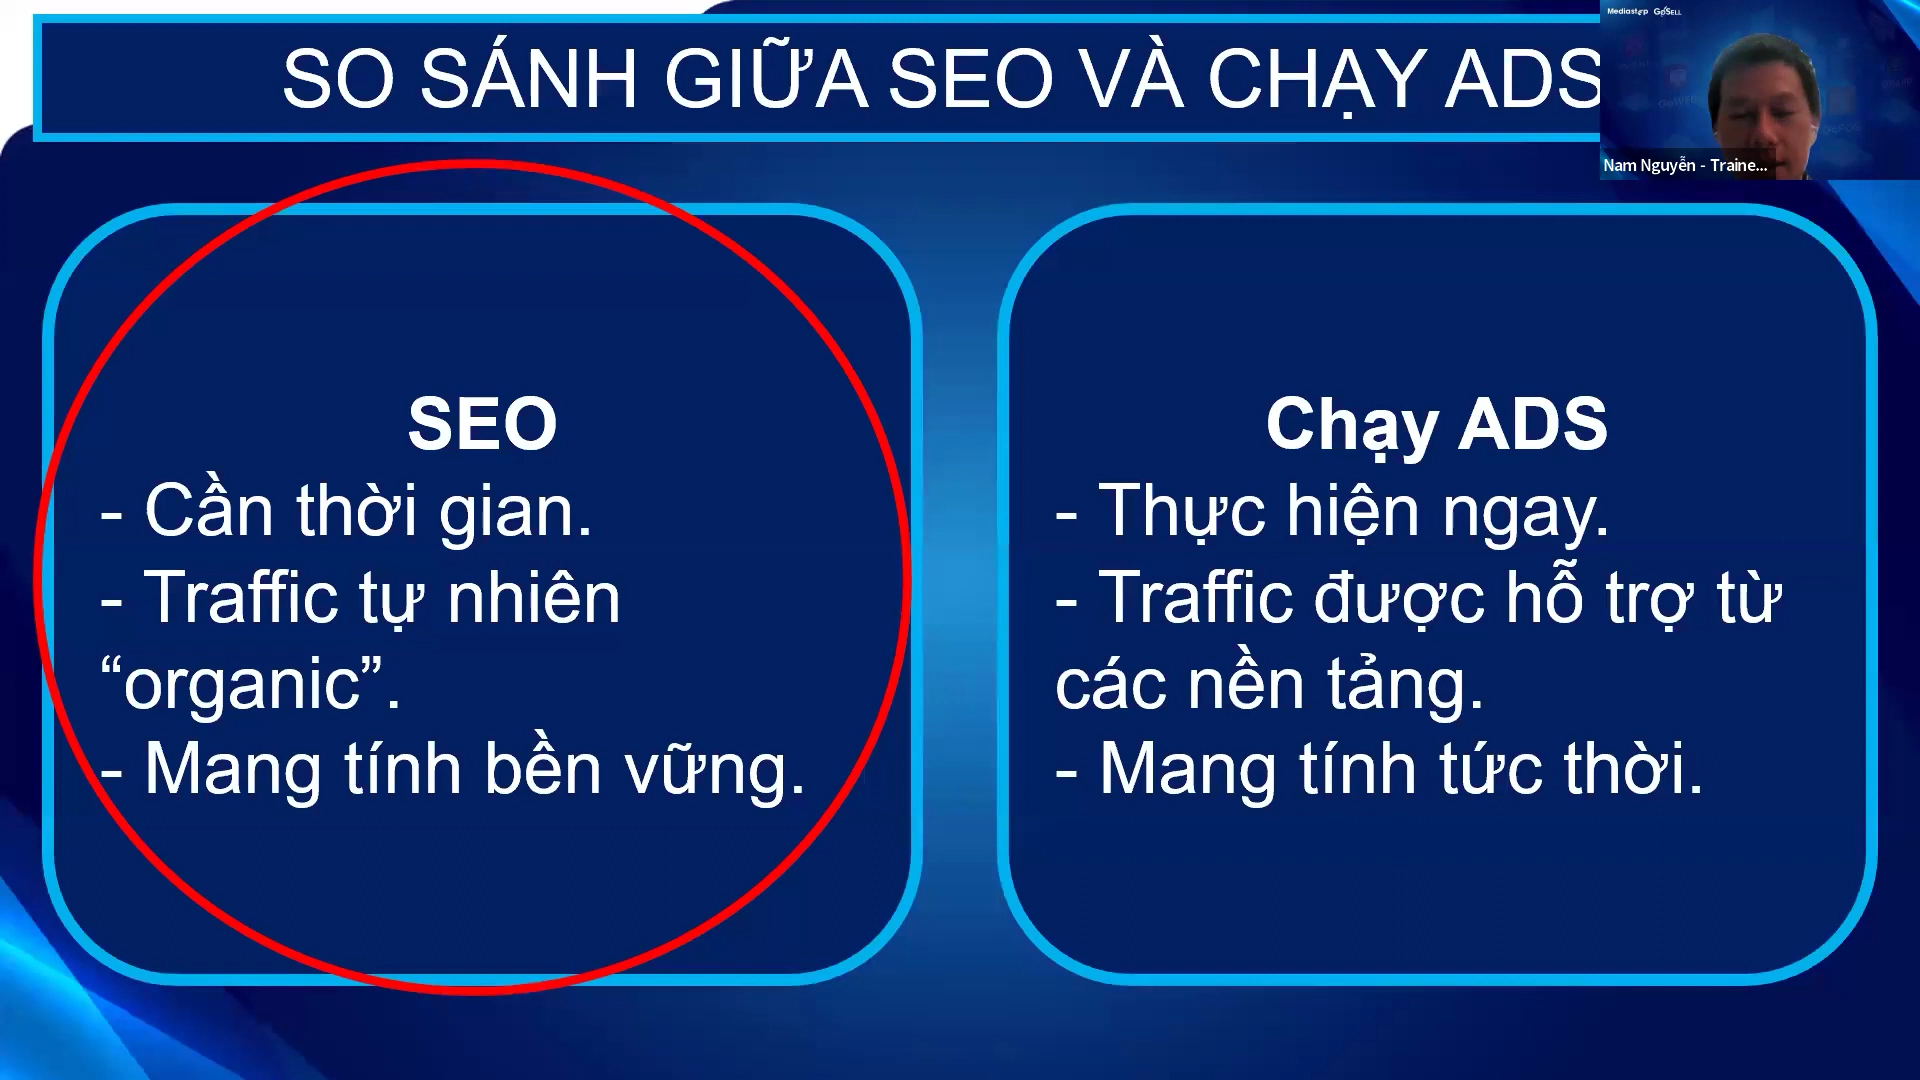 Mediastep GoSELL
SO SÁNH GIỮA SEO VÀ CHẠY ADS
Nam Nguyễn - Traine...
SEO
- Cần thời gian.
- Traffic tự nhiên
“organic”.
- Mang tính bền vững.
Chạy ADS
- Thực hiện ngay.
- Traffic được hỗ trợ từ
các nền tảng.
- Mang tính tức thời.